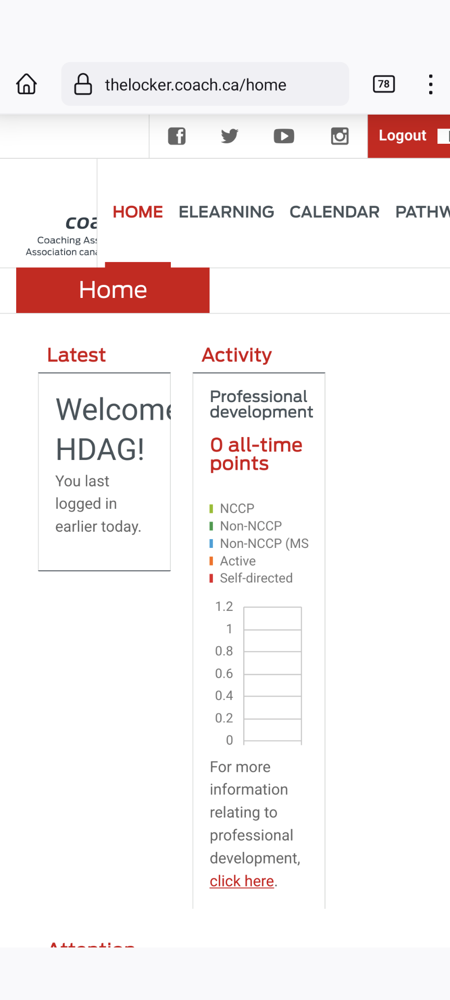 thelocker.coach.ca/home
78
Logout
coa
Coaching Ass
Association cana
HOME ELEARNING CALENDAR PATHW
Home
Latest
Welcome
HDAG!
You last
logged in
earlier today.
Activity
Professional
development
0 all-time
points
NCCP
Non-NCCP
Non-NCCP (MS
Active
Self-directed
1.2
1
0.8
0.6
0.4
0.2
0
For more
information
relating to
professional
development,
click here.
Attention